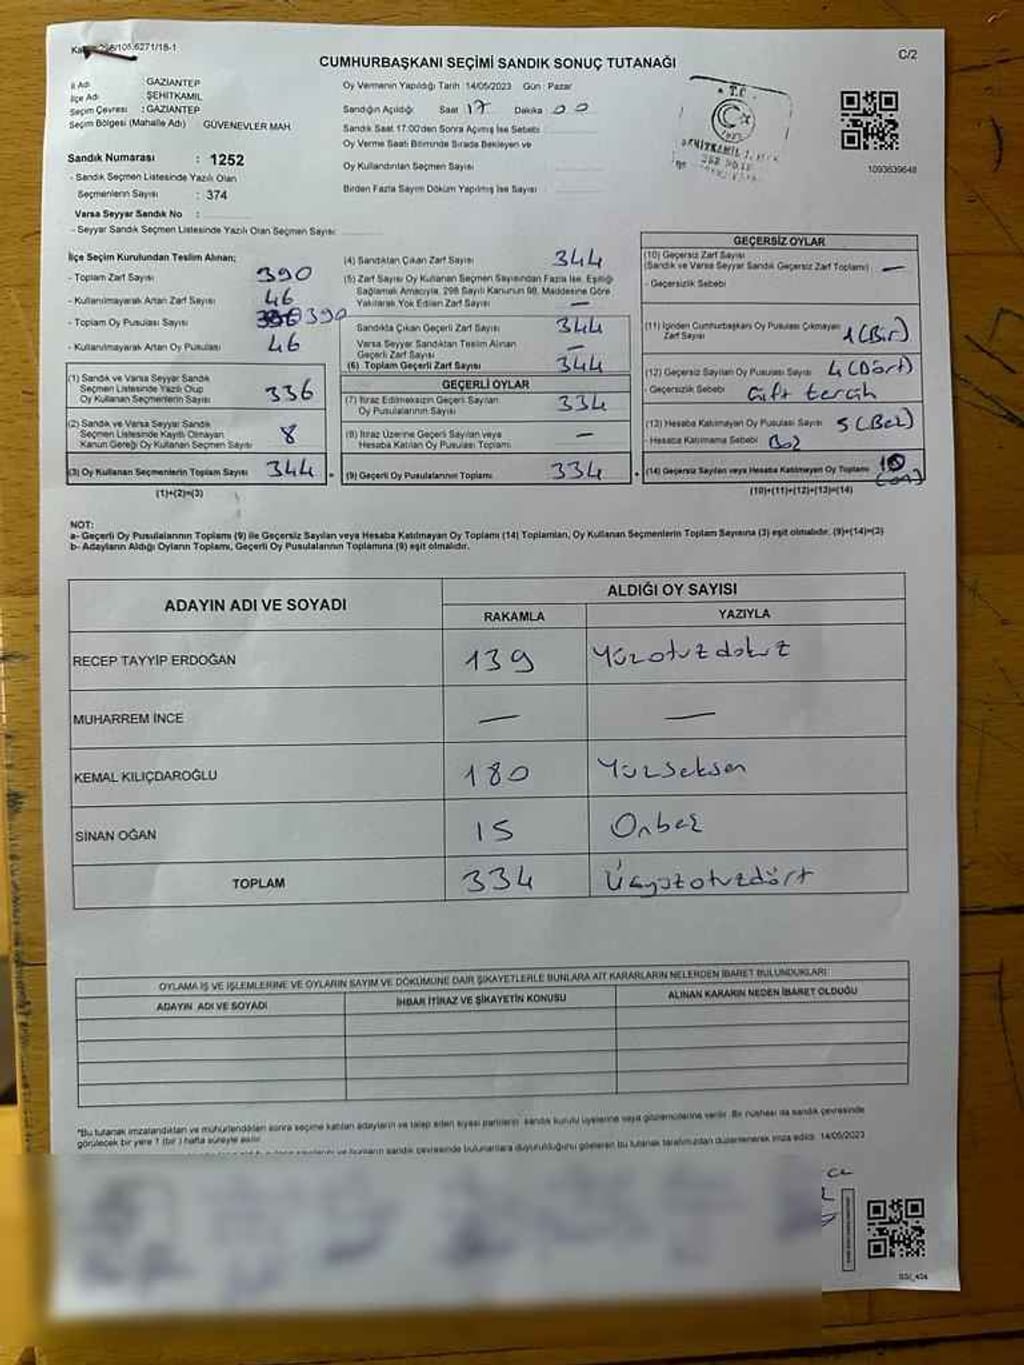 C/2
CUMHURBAŞKANI SEÇİMİ SANDIK SONUÇ TUTANAĞI
İl Adı : GAZİANTEP
İlçe Adı : ŞEHİTKAMİL
Seçim Çevresi : GAZİANTEP
Seçim Bölgesi (Mahalle Adı) GÜVENEVLER MAH.
Sandık Numarası : 1252
- Sandık Seçmen Listesinde Yazılı Olan
Seçmenlerin Sayısı : 374
Varsa Seyyar Sandık No :
- Seyyar Sandık Seçmen Listesinde Yazılı Olan Seçmen Sayısı
Oy Vermenin Yapıldığı Tarih :14/05/2023 Gün : Pazar
Sandığın Açıldığı Saat 17 Dakika 00
Sandık Saat 17:00'den Sonra Açılmış İse Sebebi
Oy Verme Saati Bitiminde Sırada Bekleyen ve
Oy Kullandırılan Seçmen Sayısı
Birden Fazla Sayım Döküm Yapılmış İse Sayısı
T.C.
1093639648
İlçe Seçim Kurulundan Teslim Alınan;
- Toplam Zarf Sayısı 390
- Kullanılmayarak Artan Zarf Sayısı 46
- Toplam Oy Pusulası Sayısı 390
- Kullanılmayarak Artan Oy Pusulası 46
(1) Sandık ve Varsa Seyyar Sandık
Seçmen Listesinde Yazılı Olup
Oy Kullanan Seçmenlerin Sayısı 336
(2) Sandık ve Varsa Seyyar Sandık
Seçmen Listesinde Kayıtlı Olmayan
Kanun Gereği Oy Kullanan Seçmen Sayısı 8
(3) Oy Kullanan Seçmenlerin Toplam Sayısı 344
(1)+(2)=(3)
(4) Sandıktan Çıkan Zarf Sayısı 344
(5) Zarf Sayısı Oy Kullanan Seçmen Sayısından Fazla İse, Eşitliği
Sağlamak Amacıyla, 298 Sayılı Kanunun 98. Maddesine Göre
Yakılarak Yok Edilen Zarf Sayısı —
Sandıkta Çıkan Geçerli Zarf Sayısı 344
Varsa Seyyar Sandıktan Teslim Alınan
Geçerli Zarf Sayısı —
(6) Toplam Geçerli Zarf Sayısı 344
GEÇERLİ OYLAR
(7) İtiraz Edilmeksizin Geçerli Sayılan
Oy Pusulalarının Sayısı 334
(8) İtiraz Üzerine Geçerli Sayılan veya
Hesaba Katılan Oy Pusulası Toplamı —
(9) Geçerli Oy Pusulalarının Toplamı 334
GEÇERSİZ OYLAR
(10) Geçersiz Zarf Sayısı
(Sandık ve Varsa Seyyar Sandık Geçersiz Zarf Toplamı) —
- Geçersizlik Sebebi
(11) İçinden Cumhurbaşkanı Oy Pusulası Çıkmayan
Zarf Sayısı 1 (Bir)
(12) Geçersiz Sayılan Oy Pusulası Sayısı 4 (Dört)
- Geçersizlik Sebebi Çift tercih
(13) Hesaba Katılmayan Oy Pusulası Sayısı 5 (Beş)
- Hesaba Katılmama Sebebi Boş
(14) Geçersiz Sayılan veya Hesaba Katılmayan Oy Toplamı 10 (on)
(10)+(11)+(12)+(13)=(14)
NOT:
a- Geçerli Oy Pusulalarının Toplamı (9) ile Geçersiz Sayılan veya Hesaba Katılmayan Oy Toplamı (14) Toplamları, Oy Kullanan Seçmenlerin Toplam Sayısına (3) eşit olmalıdır. (9)+(14)=(3)
b- Adayların Aldığı Oyların Toplamı, Geçerli Oy Pusulalarının Toplamına (9) eşit olmalıdır.
ADAYIN ADI VE SOYADI
ALDIĞI OY SAYISI
RAKAMLA YAZIYLA
RECEP TAYYİP ERDOĞAN 139 Yüzotuzdokuz
MUHARREM İNCE — —
KEMAL KILIÇDAROĞLU 180 Yüzseksen
SİNAN OĞAN 15 Onbeş
TOPLAM 334 Üçyüzotuzdört
OYLAMA İŞ VE İŞLEMLERİNE VE OYLARIN SAYIM VE DÖKÜMÜNE DAİR ŞİKAYETLERLE BUNLARA AİT KARARLARIN NELERDEN İBARET BULUNDUKLARI
ADAYIN ADI VE SOYADI İHBAR İTİRAZ VE ŞİKAYETİN KONUSU ALINAN KARARIN NEDEN İBARET OLDUĞU
*Bu tutanak imzalandıktan ve mühürlendikten sonra seçime katılan adayların ve talep eden siyasi partilerin sandık kurulu üyelerine veya gözlemcilerine verilir. Bir nüshası da sandık çevresinde
görülecek bir yere 1 (bir) hafta süreyle asılır.
bunların sandık çevresinde bulunanlara duyurulduğunu gösteren bu tutanak tarafımızdan düzenlenerek imza edildi. 14/05/2023